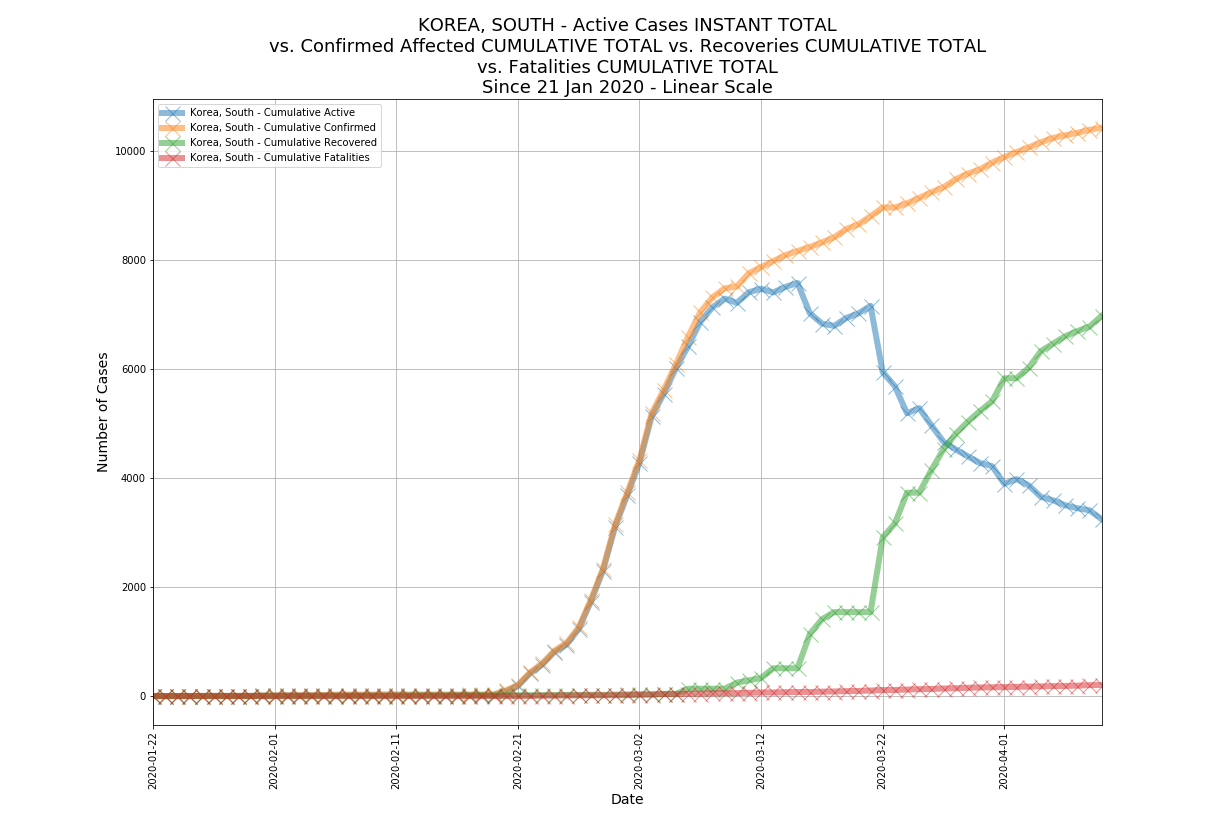 KOREA, SOUTH - Active Cases INSTANT TOTAL
vs. Confirmed Affected CUMULATIVE TOTAL vs. Recoveries CUMULATIVE TOTAL
vs. Fatalities CUMULATIVE TOTAL
Since 21 Jan 2020 - Linear Scale
Korea, South - Cumulative Active
Korea, South - Cumulative Confirmed
Korea, South - Cumulative Recovered
Korea, South - Cumulative Fatalities
Number of Cases
10000
8000
6000
4000
2000
0
2020-01-22
2020-02-01
2020-02-11
2020-02-21
2020-03-02
2020-03-12
2020-03-22
2020-04-01
Date